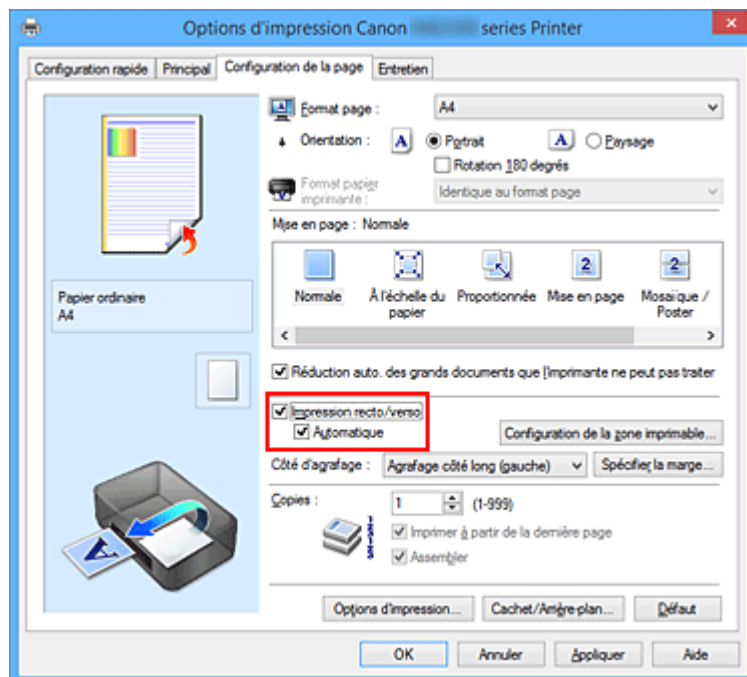 Options d'impression Canon series Printer
Configuration rapide Principal Configuration de la page Entretien
Format page : A4
Orientation : A Portrait A Paysage
Rotation 180 degrés
Format papier imprimante : Identique au format page
Mise en page : Normale
Normale À l'échelle du papier Proportionnée Mise en page Mosaïque / Poster
Papier ordinaire
A4
Réduction auto. des grands documents que l'imprimante ne peut pas traiter
Impression recto/verso
Automatique
Configuration de la zone imprimable...
Côté d'agrafage : Agrafage côté long (gauche) Spécifier la marge...
Copies : 1 (1-999)
Imprimer à partir de la dernière page
Assembler
Options d'impression... Cachet/Arrière-plan... Défaut
OK Annuler Appliquer Aide